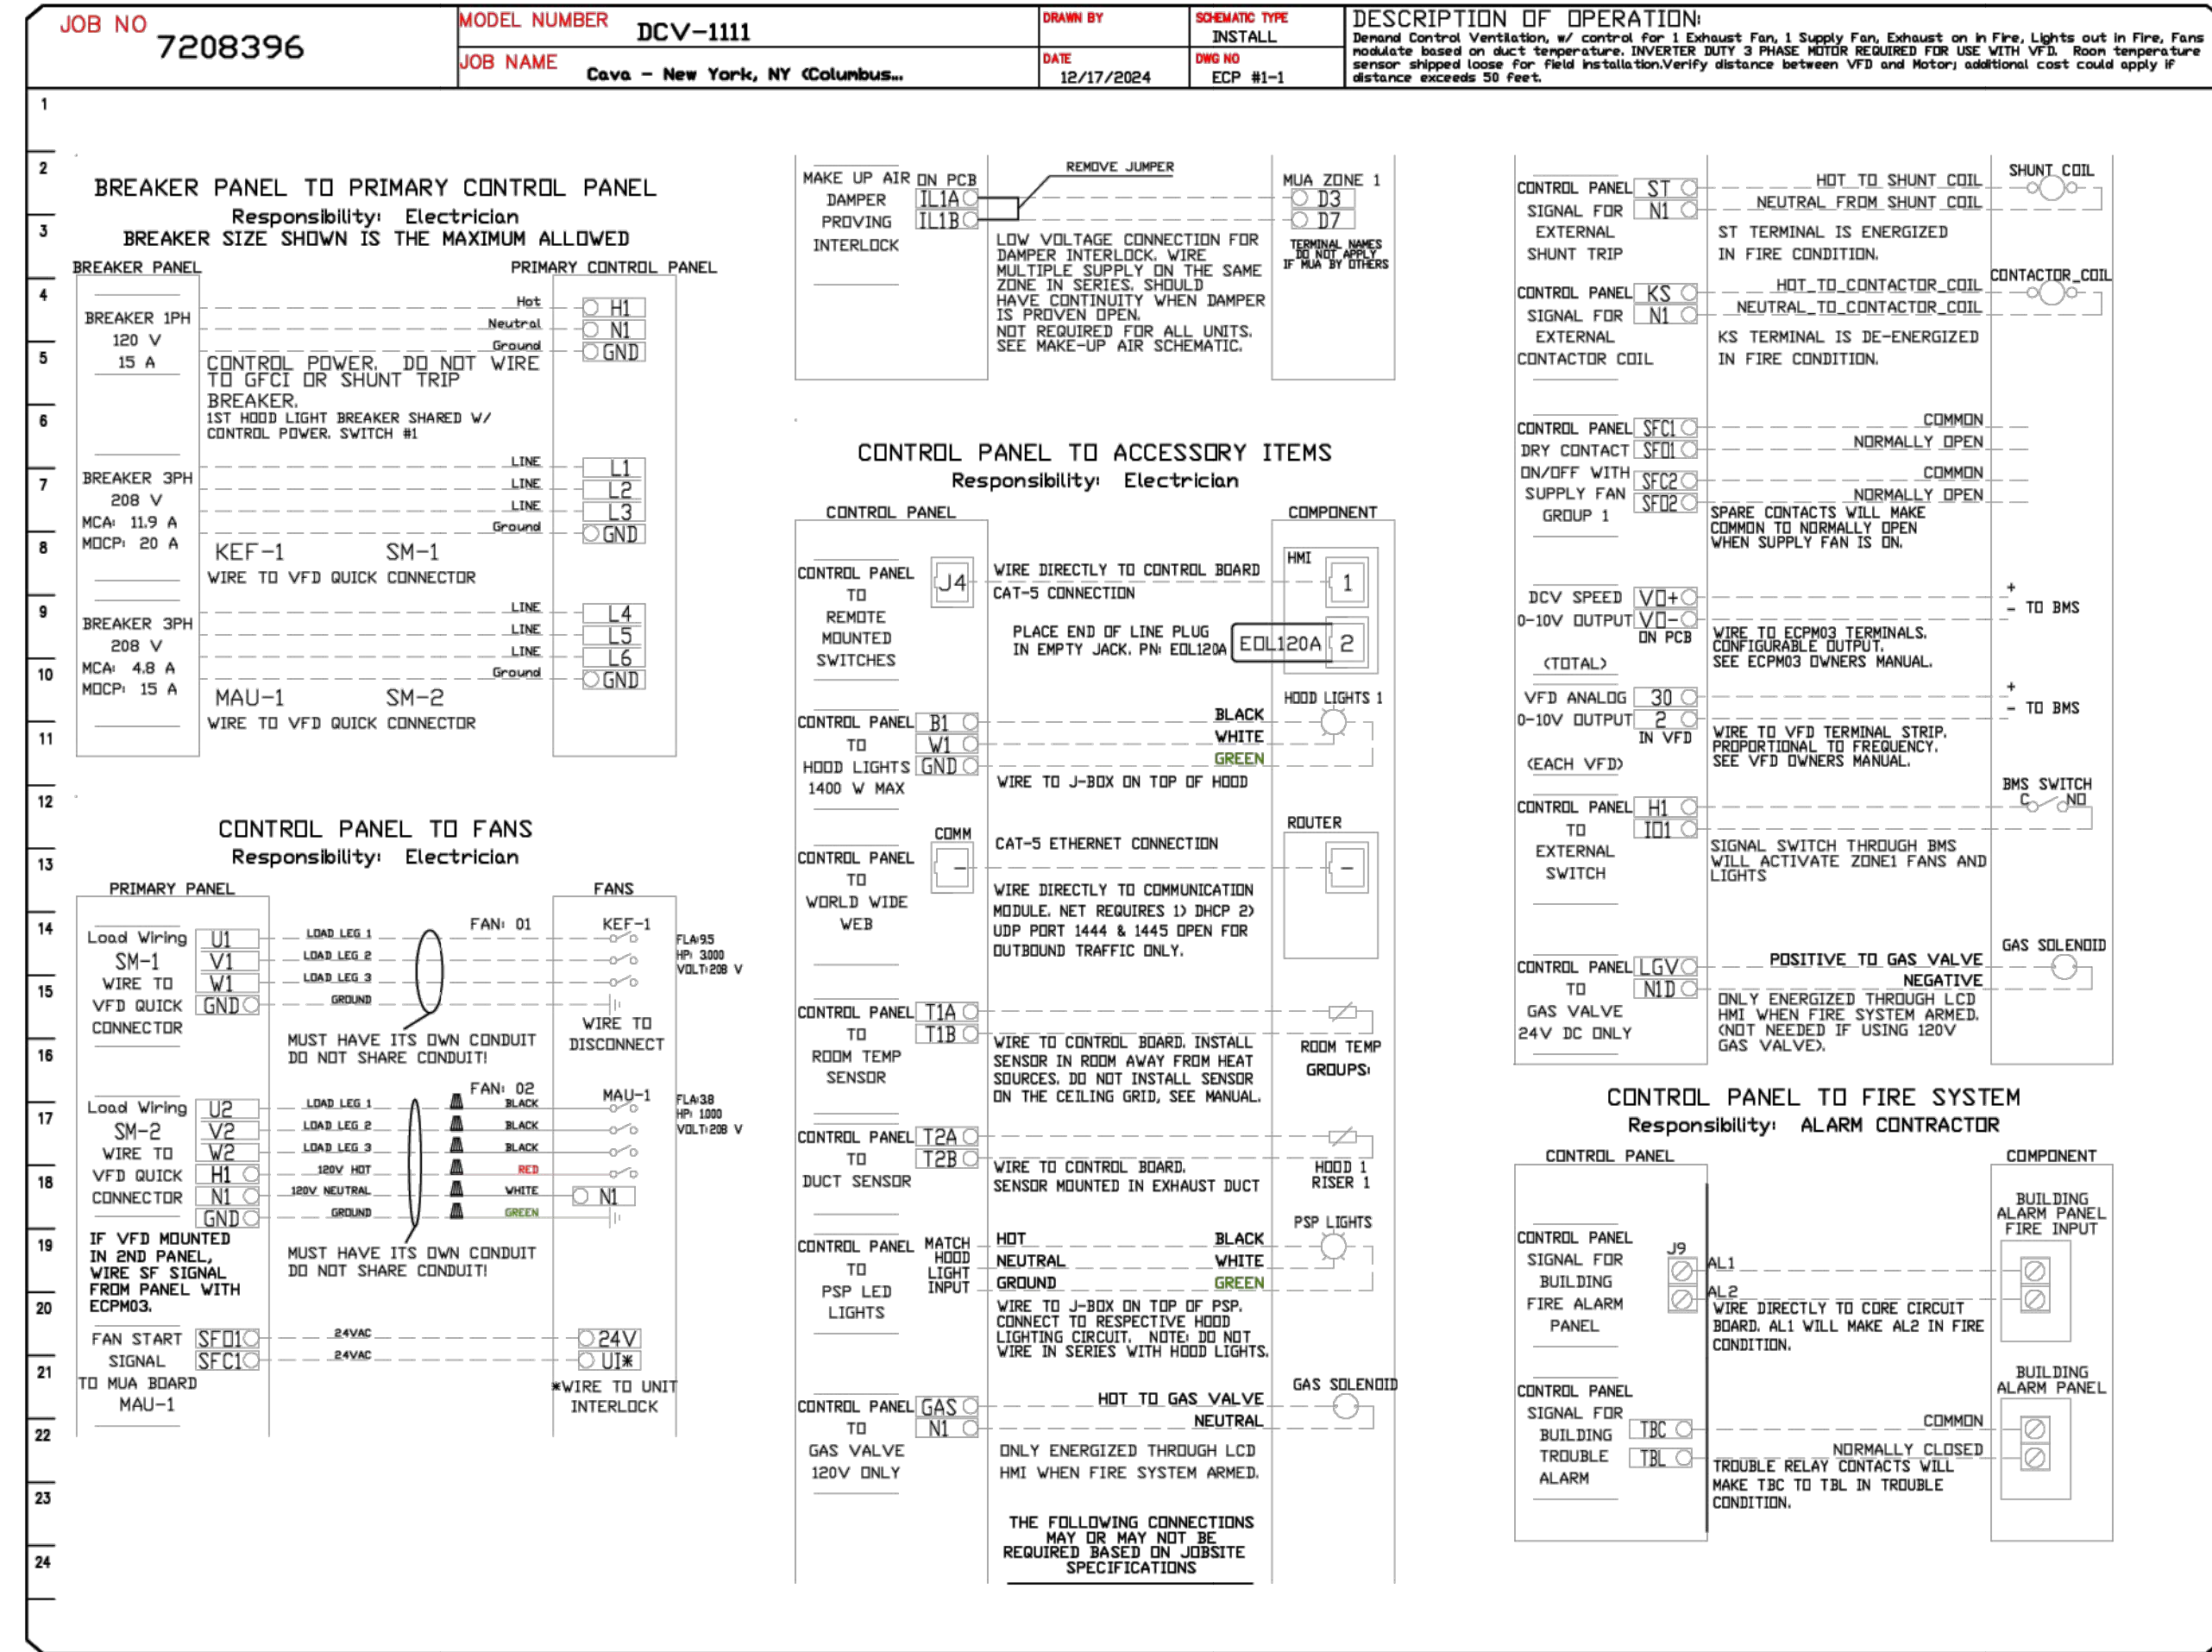 JOB NO
7208396
MODEL NUMBER
DCV-1111
JOB NAME
Cava - New York, NY (Columbus...
DRAWN BY
DATE
12/17/2024
SCHEMATIC TYPE
INSTALL
DWG NO
ECP #1-1
DESCRIPTION OF OPERATION:
Demand Control Ventilation, w/ control for 1 Exhaust Fan, 1 Supply Fan, Exhaust on in Fire, Lights out in Fire, Fans
modulate based on duct temperature. INVERTER DUTY 3 PHASE MOTOR REQUIRED FOR USE WITH VFD. Room temperature
sensor shipped loose for field installation.Verify distance between VFD and Motor; additional cost could apply if
distance exceeds 50 feet.
1
2
3
4
5
6
7
8
9
10
11
12
13
14
15
16
17
18
19
20
21
22
23
24
BREAKER PANEL TO PRIMARY CONTROL PANEL
Responsibility: Electrician
BREAKER SIZE SHOWN IS THE MAXIMUM ALLOWED
BREAKER PANEL
PRIMARY CONTROL PANEL
BREAKER 1PH
120 V
15 A
Hot
H1
Neutral
N1
Ground
GND
CONTROL POWER. DO NOT WIRE
TO GFCI OR SHUNT TRIP
BREAKER.
1ST HOOD LIGHT BREAKER SHARED W/
CONTROL POWER. SWITCH #1
BREAKER 3PH
208 V
MCA: 11.9 A
MOCP: 20 A
LINE
L1
LINE
L2
LINE
L3
Ground
GND
KEF-1 SM-1
WIRE TO VFD QUICK CONNECTOR
BREAKER 3PH
208 V
MCA: 4.8 A
MOCP: 15 A
LINE
L4
LINE
L5
LINE
L6
Ground
GND
MAU-1 SM-2
WIRE TO VFD QUICK CONNECTOR
CONTROL PANEL TO FANS
Responsibility: Electrician
PRIMARY PANEL
FANS
Load Wiring
SM-1
WIRE TO
VFD QUICK
CONNECTOR
U1
V1
W1
GND
LOAD LEG 1
LOAD LEG 2
LOAD LEG 3
GROUND
FAN: 01
KEF-1
FLA:9.5
HP: 3.000
VOLT:208 V
MUST HAVE ITS OWN CONDUIT
DO NOT SHARE CONDUIT!
WIRE TO
DISCONNECT
Load Wiring
SM-2
WIRE TO
VFD QUICK
CONNECTOR
U2
V2
W2
H1
N1
GND
LOAD LEG 1
LOAD LEG 2
LOAD LEG 3
120V HOT
120V NEUTRAL
GROUND
FAN: 02
BLACK
BLACK
BLACK
RED
WHITE
GREEN
MAU-1
N1
FLA:3.8
HP: 1.000
VOLT:208 V
MUST HAVE ITS OWN CONDUIT
DO NOT SHARE CONDUIT!
IF VFD MOUNTED
IN 2ND PANEL,
WIRE SF SIGNAL
FROM PANEL WITH
ECPM03.
FAN START
SIGNAL
TO MUA BOARD
MAU-1
SFO1
SFC1
24VAC
24VAC
24V
UI*
*WIRE TO UNIT
INTERLOCK
MAKE UP AIR
DAMPER
PROVING
INTERLOCK
ON PCB
IL1A
IL1B
REMOVE JUMPER
MUA ZONE 1
D3
D7
TERMINAL NAMES
DO NOT APPLY
IF MUA BY OTHERS
LOW VOLTAGE CONNECTION FOR
DAMPER INTERLOCK. WIRE
MULTIPLE SUPPLY ON THE SAME
ZONE IN SERIES. SHOULD
HAVE CONTINUITY WHEN DAMPER
IS PROVEN OPEN.
NOT REQUIRED FOR ALL UNITS.
SEE MAKE-UP AIR SCHEMATIC.
CONTROL PANEL TO ACCESSORY ITEMS
Responsibility: Electrician
CONTROL PANEL
COMPONENT
CONTROL PANEL
TO
REMOTE
MOUNTED
SWITCHES
J4
WIRE DIRECTLY TO CONTROL BOARD
CAT-5 CONNECTION
HMI
1
PLACE END OF LINE PLUG
IN EMPTY JACK. PN: EOL120A
EOL120A
2
CONTROL PANEL
TO
HOOD LIGHTS
1400 W MAX
B1
W1
GND
BLACK
WHITE
GREEN
HOOD LIGHTS 1
WIRE TO J-BOX ON TOP OF HOOD
CONTROL PANEL
TO
WORLD WIDE
WEB
COMM
CAT-5 ETHERNET CONNECTION
ROUTER
WIRE DIRECTLY TO COMMUNICATION
MODULE. NET REQUIRES 1) DHCP 2)
UDP PORT 1444 & 1445 OPEN FOR
OUTBOUND TRAFFIC ONLY.
CONTROL PANEL
TO
ROOM TEMP
SENSOR
T1A
T1B
WIRE TO CONTROL BOARD. INSTALL
SENSOR IN ROOM AWAY FROM HEAT
SOURCES. DO NOT INSTALL SENSOR
ON THE CEILING GRID, SEE MANUAL.
ROOM TEMP
GROUPS:
CONTROL PANEL
TO
DUCT SENSOR
T2A
T2B
WIRE TO CONTROL BOARD.
SENSOR MOUNTED IN EXHAUST DUCT
HOOD 1
RISER 1
CONTROL PANEL
TO
PSP LED
LIGHTS
MATCH
HOOD
LIGHT
INPUT
HOT
NEUTRAL
GROUND
BLACK
WHITE
GREEN
PSP LIGHTS
WIRE TO J-BOX ON TOP OF PSP.
CONNECT TO RESPECTIVE HOOD
LIGHTING CIRCUIT. NOTE: DO NOT
WIRE IN SERIES WITH HOOD LIGHTS.
CONTROL PANEL
TO
GAS VALVE
120V ONLY
GAS
N1
HOT TO GAS VALVE
NEUTRAL
GAS SOLENOID
ONLY ENERGIZED THROUGH LCD
HMI WHEN FIRE SYSTEM ARMED.
THE FOLLOWING CONNECTIONS
MAY OR MAY NOT BE
REQUIRED BASED ON JOBSITE
SPECIFICATIONS
CONTROL PANEL
SIGNAL FOR
EXTERNAL
SHUNT TRIP
ST
N1
HOT TO SHUNT COIL
NEUTRAL FROM SHUNT COIL
SHUNT COIL
ST TERMINAL IS ENERGIZED
IN FIRE CONDITION.
CONTROL PANEL
SIGNAL FOR
EXTERNAL
CONTACTOR COIL
KS
N1
HOT_TO_CONTACTOR_COIL
NEUTRAL_TO_CONTACTOR_COIL
CONTACTOR_COIL
KS TERMINAL IS DE-ENERGIZED
IN FIRE CONDITION.
CONTROL PANEL
DRY CONTACT
ON/OFF WITH
SUPPLY FAN
GROUP 1
SFC1
SFO1
SFC2
SFO2
COMMON
NORMALLY OPEN
COMMON
NORMALLY OPEN
SPARE CONTACTS WILL MAKE
COMMON TO NORMALLY OPEN
WHEN SUPPLY FAN IS ON.
DCV SPEED
0-10V OUTPUT
(TOTAL)
VO+
VO-
ON PCB
+
- TO BMS
WIRE TO ECPM03 TERMINALS.
CONFIGURABLE OUTPUT.
SEE ECPM03 OWNERS MANUAL.
VFD ANALOG
0-10V OUTPUT
(EACH VFD)
30
2
IN VFD
+
- TO BMS
WIRE TO VFD TERMINAL STRIP.
PROPORTIONAL TO FREQUENCY.
SEE VFD OWNERS MANUAL.
CONTROL PANEL
TO
EXTERNAL
SWITCH
H1
IO1
BMS SWITCH
C NO
SIGNAL SWITCH THROUGH BMS
WILL ACTIVATE ZONE1 FANS AND
LIGHTS
CONTROL PANEL
TO
GAS VALVE
24V DC ONLY
LGV
N1D
POSITIVE TO GAS VALVE
NEGATIVE
GAS SOLENOID
ONLY ENERGIZED THROUGH LCD
HMI WHEN FIRE SYSTEM ARMED.
(NOT NEEDED IF USING 120V
GAS VALVE).
CONTROL PANEL TO FIRE SYSTEM
Responsibility: ALARM CONTRACTOR
CONTROL PANEL
COMPONENT
CONTROL PANEL
SIGNAL FOR
BUILDING
FIRE ALARM
PANEL
J9
AL1
AL2
BUILDING
ALARM PANEL
FIRE INPUT
WIRE DIRECTLY TO CORE CIRCUIT
BOARD. AL1 WILL MAKE AL2 IN FIRE
CONDITION.
CONTROL PANEL
SIGNAL FOR
BUILDING
TROUBLE
ALARM
TBC
TBL
COMMON
NORMALLY CLOSED
BUILDING
ALARM PANEL
TROUBLE RELAY CONTACTS WILL
MAKE TBC TO TBL IN TROUBLE
CONDITION.